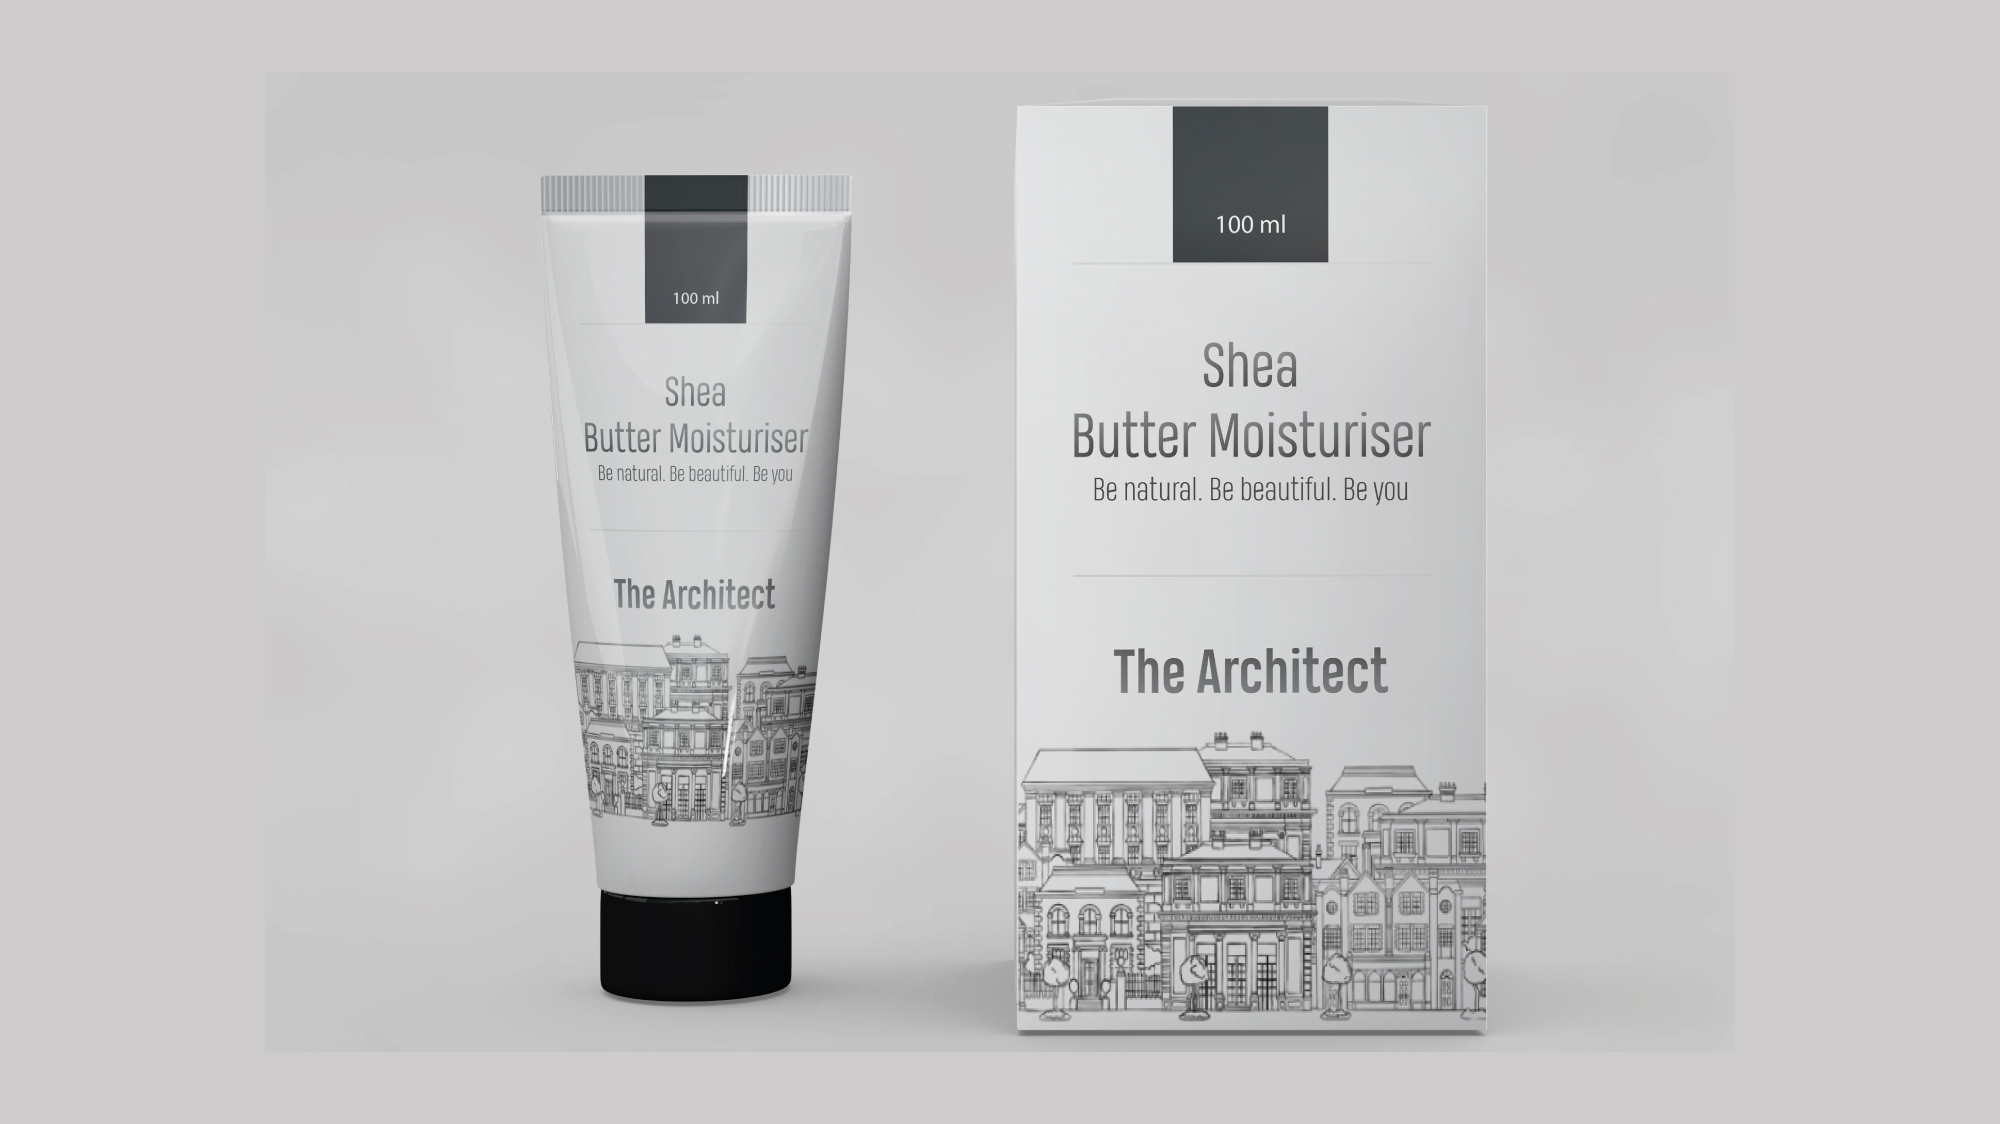 100 ml
Shea
Butter Moisturiser
Be natural. Be beautiful. Be you
The Architect
100 ml
Shea
Butter Moisturiser
Be natural. Be beautiful. Be you
The Architect